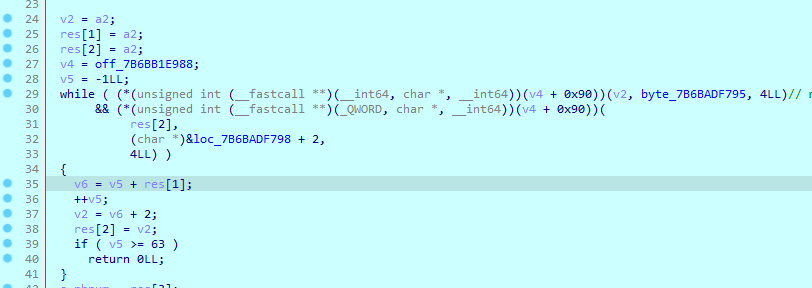 23
24 v2 = a2;
25 res[1] = a2;
26 res[2] = a2;
27 v4 = off_7B6BB1E988;
28 v5 = -1LL;
29 while ( (*(unsigned int (__fastcall **)(__int64, char *, __int64))(v4 + 0x90))(v2, byte_7B6BADF795, 4LL)//
30 && (*(unsigned int (__fastcall **)(_QWORD, char *, __int64))(v4 + 0x90))(
31 res[2],
32 (char *)&loc_7B6BADF798 + 2,
33 4LL) )
34 {
35 v6 = v5 + res[1];
36 ++v5;
37 v2 = v6 + 2;
38 res[2] = v2;
39 if ( v5 >= 63 )
40 return 0LL;
41 }